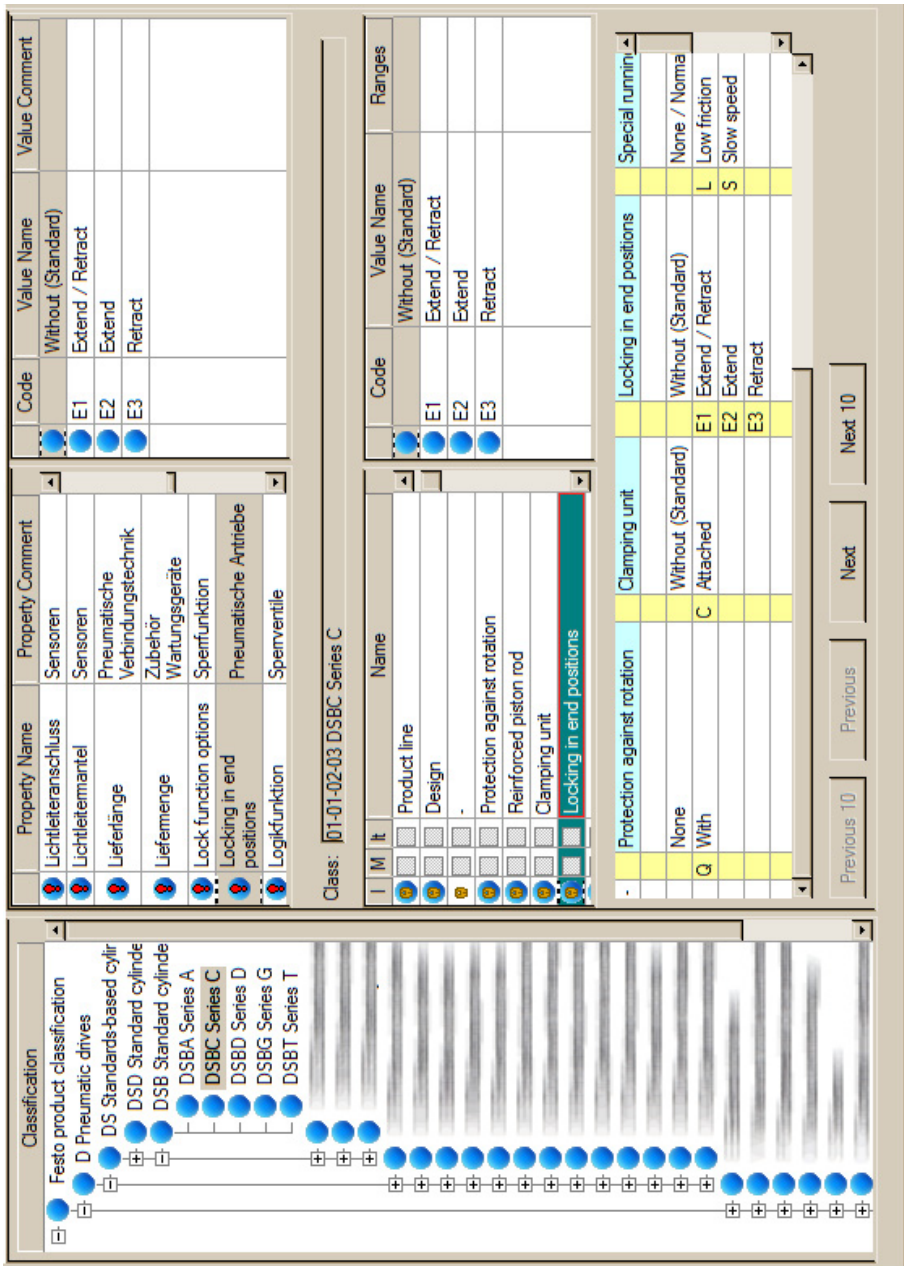 Classification
Festo product classification
D Pneumatic drives
DS Standards-based cylir
DSD Standard cylinde
DSB Standard cylinde
DSBA Series A
DSBC Series C
DSBD Series D
DSBG Series G
DSBT Series T
Property Name Property Comment
Lichtleiteranschluss Sensoren
Lichtleitermantel Sensoren
Lieferlänge Pneumatische
Verbindungstechnik
Liefermenge Zubehör
Wartungsgeräte
Lock function options Sperrfunktion
Locking in end Pneumatische Antriebe
positions
Logikfunktion Sperrventile
Code Value Name Value Comment
Without (Standard)
E1 Extend / Retract
E2 Extend
E3 Retract
Class: 01-01-02-03 DSBC Series C
I M It Name
Product line
Design
-
Protection against rotation
Reinforced piston rod
Clamping unit
Locking in end positions
Code Value Name Ranges
Without (Standard)
E1 Extend / Retract
E2 Extend
E3 Retract
- Protection against rotation Clamping unit Locking in end positions Special runnin
None Without (Standard) Without (Standard) None / Norma
Q With C Attached E1 Extend / Retract L Low friction
E2 Extend S Slow speed
E3 Retract
Previous 10 Previous Next Next 10